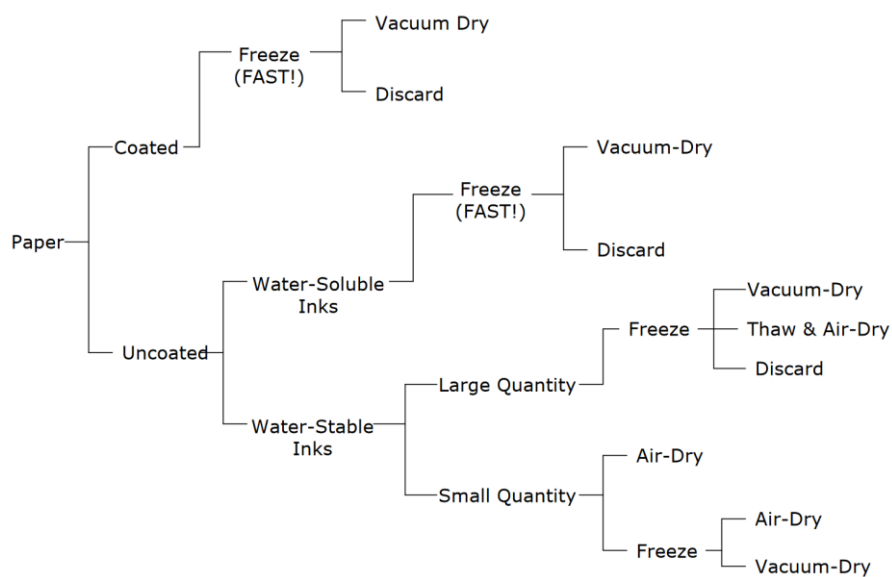 Vacuum Dry
Freeze
(FAST!)
Discard
Coated
Vacuum-Dry
Freeze
(FAST!)
Discard
Paper
Water-Soluble
Inks
Vacuum-Dry
Freeze
Thaw & Air-Dry
Uncoated
Discard
Large Quantity
Water-Stable
Inks
Air-Dry
Small Quantity
Air-Dry
Freeze
Vacuum-Dry